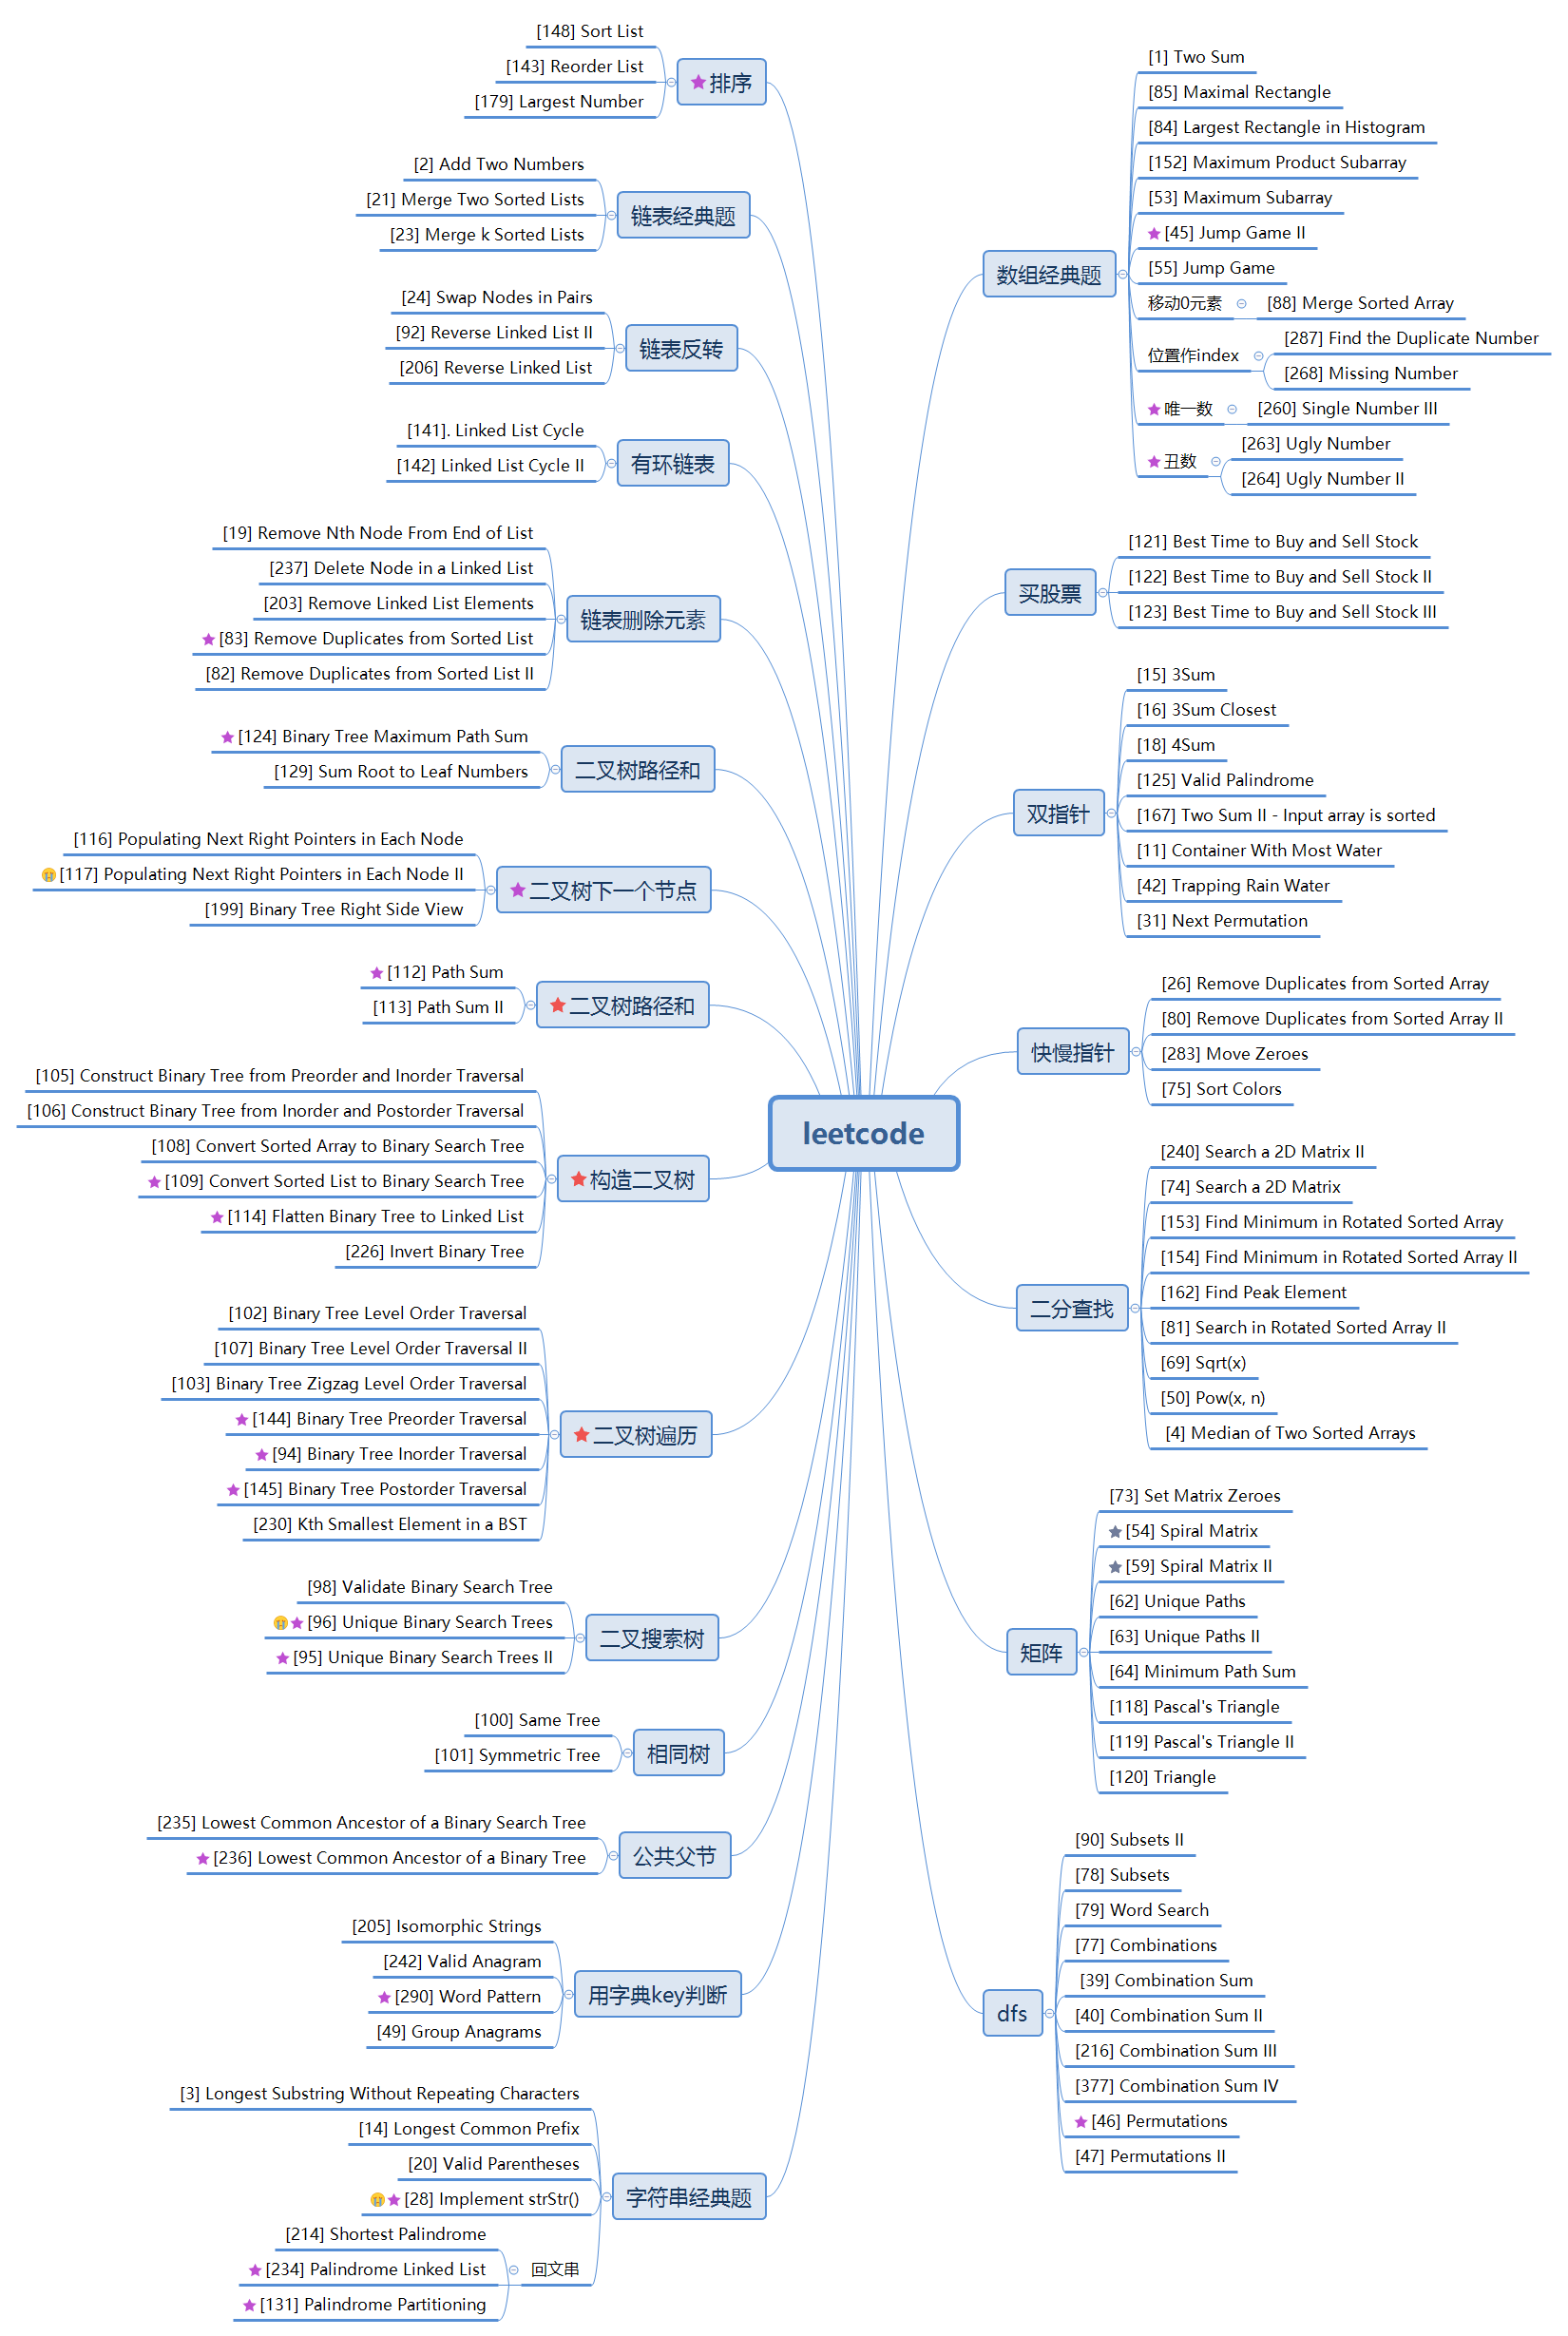 leetcode
排序
[148] Sort List
[143] Reorder List
[179] Largest Number
链表经典题
[2] Add Two Numbers
[21] Merge Two Sorted Lists
[23] Merge k Sorted Lists
链表反转
[24] Swap Nodes in Pairs
[92] Reverse Linked List II
[206] Reverse Linked List
有环链表
[141]. Linked List Cycle
[142] Linked List Cycle II
链表删除元素
[19] Remove Nth Node From End of List
[237] Delete Node in a Linked List
[203] Remove Linked List Elements
[83] Remove Duplicates from Sorted List
[82] Remove Duplicates from Sorted List II
二叉树路径和
[124] Binary Tree Maximum Path Sum
[129] Sum Root to Leaf Numbers
二叉树下一个节点
[116] Populating Next Right Pointers in Each Node
[117] Populating Next Right Pointers in Each Node II
[199] Binary Tree Right Side View
二叉树路径和
[112] Path Sum
[113] Path Sum II
构造二叉树
[105] Construct Binary Tree from Preorder and Inorder Traversal
[106] Construct Binary Tree from Inorder and Postorder Traversal
[108] Convert Sorted Array to Binary Search Tree
[109] Convert Sorted List to Binary Search Tree
[114] Flatten Binary Tree to Linked List
[226] Invert Binary Tree
二叉树遍历
[102] Binary Tree Level Order Traversal
[107] Binary Tree Level Order Traversal II
[103] Binary Tree Zigzag Level Order Traversal
[144] Binary Tree Preorder Traversal
[94] Binary Tree Inorder Traversal
[145] Binary Tree Postorder Traversal
[230] Kth Smallest Element in a BST
二叉搜索树
[98] Validate Binary Search Tree
[96] Unique Binary Search Trees
[95] Unique Binary Search Trees II
相同树
[100] Same Tree
[101] Symmetric Tree
公共父节
[235] Lowest Common Ancestor of a Binary Search Tree
[236] Lowest Common Ancestor of a Binary Tree
用字典key判断
[205] Isomorphic Strings
[242] Valid Anagram
[290] Word Pattern
[49] Group Anagrams
字符串经典题
[3] Longest Substring Without Repeating Characters
[14] Longest Common Prefix
[20] Valid Parentheses
[28] Implement strStr()
回文串
[214] Shortest Palindrome
[234] Palindrome Linked List
[131] Palindrome Partitioning
数组经典题
[1] Two Sum
[85] Maximal Rectangle
[84] Largest Rectangle in Histogram
[152] Maximum Product Subarray
[53] Maximum Subarray
[45] Jump Game II
[55] Jump Game
移动0元素
[88] Merge Sorted Array
位置作index
[287] Find the Duplicate Number
[268] Missing Number
唯一数
[260] Single Number III
丑数
[263] Ugly Number
[264] Ugly Number II
买股票
[121] Best Time to Buy and Sell Stock
[122] Best Time to Buy and Sell Stock II
[123] Best Time to Buy and Sell Stock III
双指针
[15] 3Sum
[16] 3Sum Closest
[18] 4Sum
[125] Valid Palindrome
[167] Two Sum II - Input array is sorted
[11] Container With Most Water
[42] Trapping Rain Water
[31] Next Permutation
快慢指针
[26] Remove Duplicates from Sorted Array
[80] Remove Duplicates from Sorted Array II
[283] Move Zeroes
[75] Sort Colors
二分查找
[240] Search a 2D Matrix II
[74] Search a 2D Matrix
[153] Find Minimum in Rotated Sorted Array
[154] Find Minimum in Rotated Sorted Array II
[162] Find Peak Element
[81] Search in Rotated Sorted Array II
[69] Sqrt(x)
[50] Pow(x, n)
[4] Median of Two Sorted Arrays
矩阵
[73] Set Matrix Zeroes
[54] Spiral Matrix
[59] Spiral Matrix II
[62] Unique Paths
[63] Unique Paths II
[64] Minimum Path Sum
[118] Pascal's Triangle
[119] Pascal's Triangle II
[120] Triangle
dfs
[90] Subsets II
[78] Subsets
[79] Word Search
[77] Combinations
[39] Combination Sum
[40] Combination Sum II
[216] Combination Sum III
[377] Combination Sum IV
[46] Permutations
[47] Permutations II